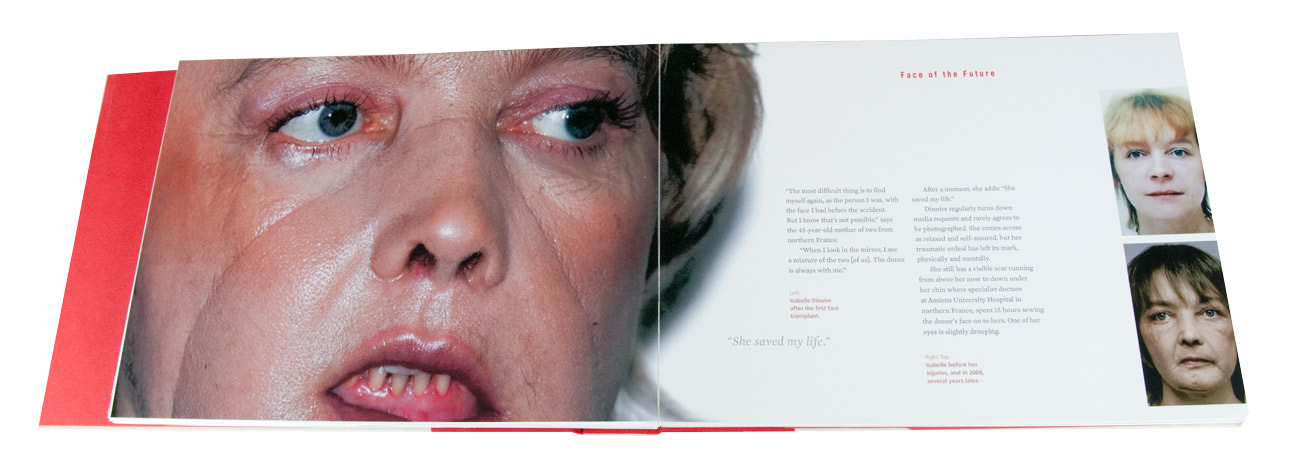 Face of the Future
"The most difficult thing is to find
myself again, as the person I was, with
the face I had before the accident.
But I know that's not possible," says
the 45-year-old mother of two from
northern France.
"When I look in the mirror, I see
a mixture of the two [of us]. The donor
is always with me."
Left:
Isabelle Dinoire
after the first face
transplant.
"She saved my life."
After a moment, she adds: "She
saved my life."
Dinoire regularly turns down
media requests and rarely agrees to
be photographed. She comes across
as relaxed and self-assured, but her
traumatic ordeal has left its mark,
physically and mentally.
She still has a visible scar running
from above her nose to down under
her chin where specialist doctors
at Amiens University Hospital in
northern France, spent 15 hours sewing
the donor's face on to hers. One of her
eyes is slightly drooping.
Right Top:
Isabelle before her
injuries, and in 2009,
several years later.